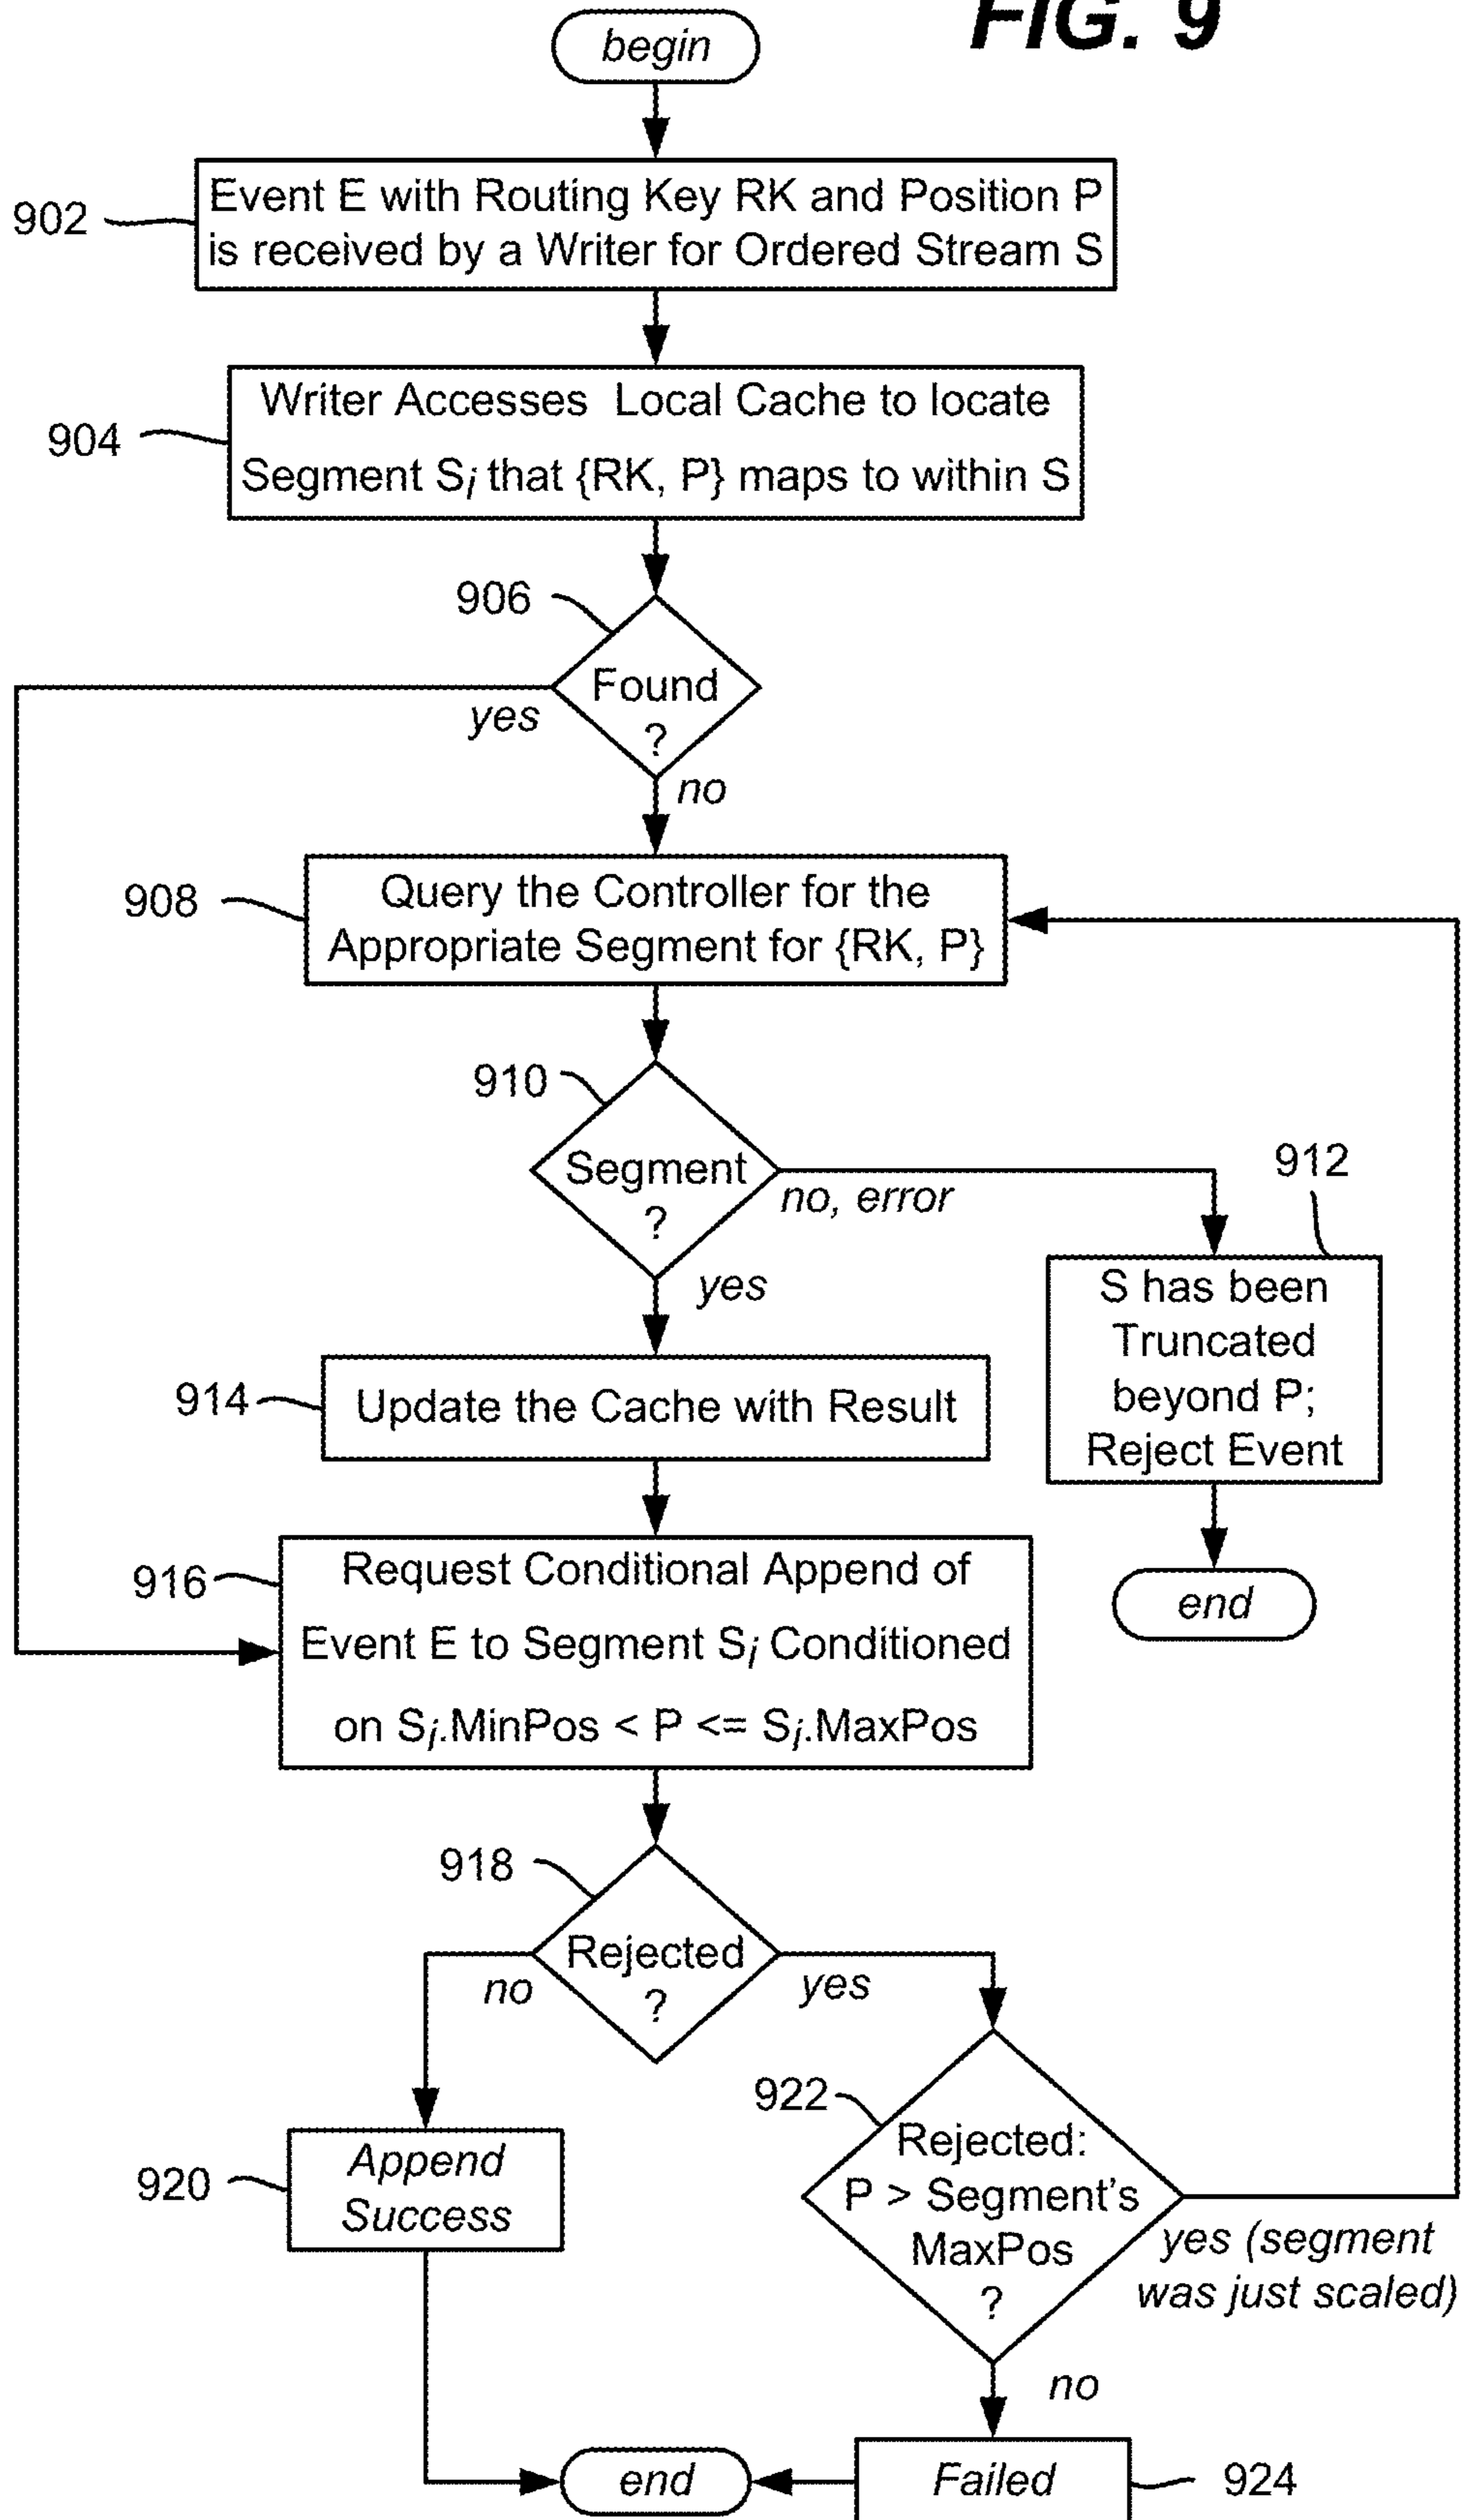 FIG. 9
begin
902
Event E with Routing Key RK and Position P
is received by a Writer for Ordered Stream S
904
Writer Accesses Local Cache to locate
Segment Si that {RK, P} maps to within S
906
Found
?
yes
no
908
Query the Controller for the
Appropriate Segment for {RK, P}
910
Segment
?
no, error
yes
912
S has been
Truncated
beyond P;
Reject Event
end
914
Update the Cache with Result
916
Request Conditional Append of
Event E to Segment Si Conditioned
on Si.MinPos < P <= Si.MaxPos
918
Rejected
?
no
yes
920
Append
Success
922
Rejected:
P > Segment's
MaxPos
?
yes (segment
was just scaled)
no
end
Failed
924